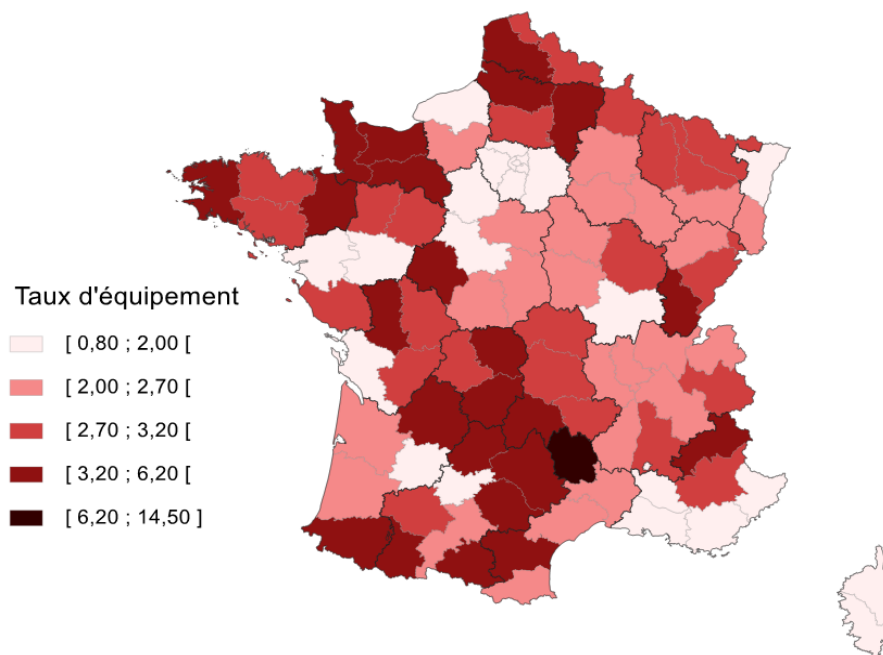 Taux d'équipement
[ 0,80 ; 2,00 [
[ 2,00 ; 2,70 [
[ 2,70 ; 3,20 [
[ 3,20 ; 6,20 [
[ 6,20 ; 14,50 ]